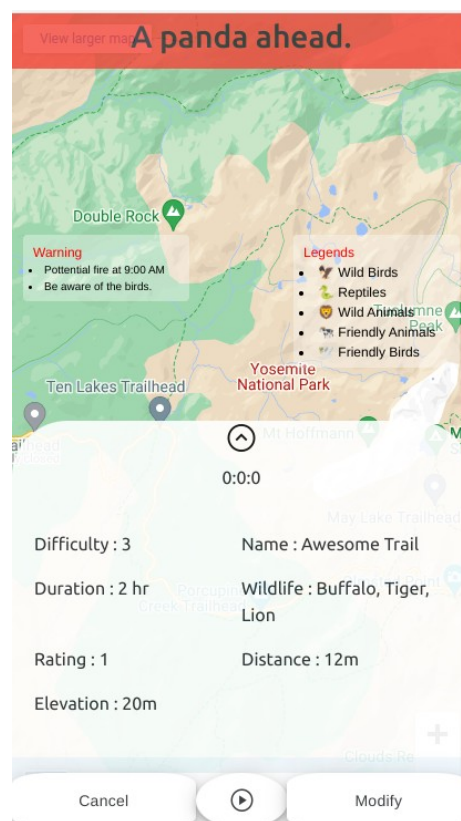 View larger map
A panda ahead.
Double Rock
Warning
Pottential fire at 9:00 AM
Be aware of the birds.
Legends
Wild Birds
Reptiles
Wild Animals
Friendly Animals
Friendly Birds
Tuolumne
Peak
Yosemite
National Park
Ten Lakes Trailhead
Mt Hoffmann
0:0:0
May Lake Trailhead
Difficulty : 3
Name : Awesome Trail
Duration : 2 hr
Wildlife : Buffalo, Tiger,
Lion
Porcupine
Creek Trailhead
Rating : 1
Distance : 12m
Elevation : 20m
Clouds Re
Cancel
Modify